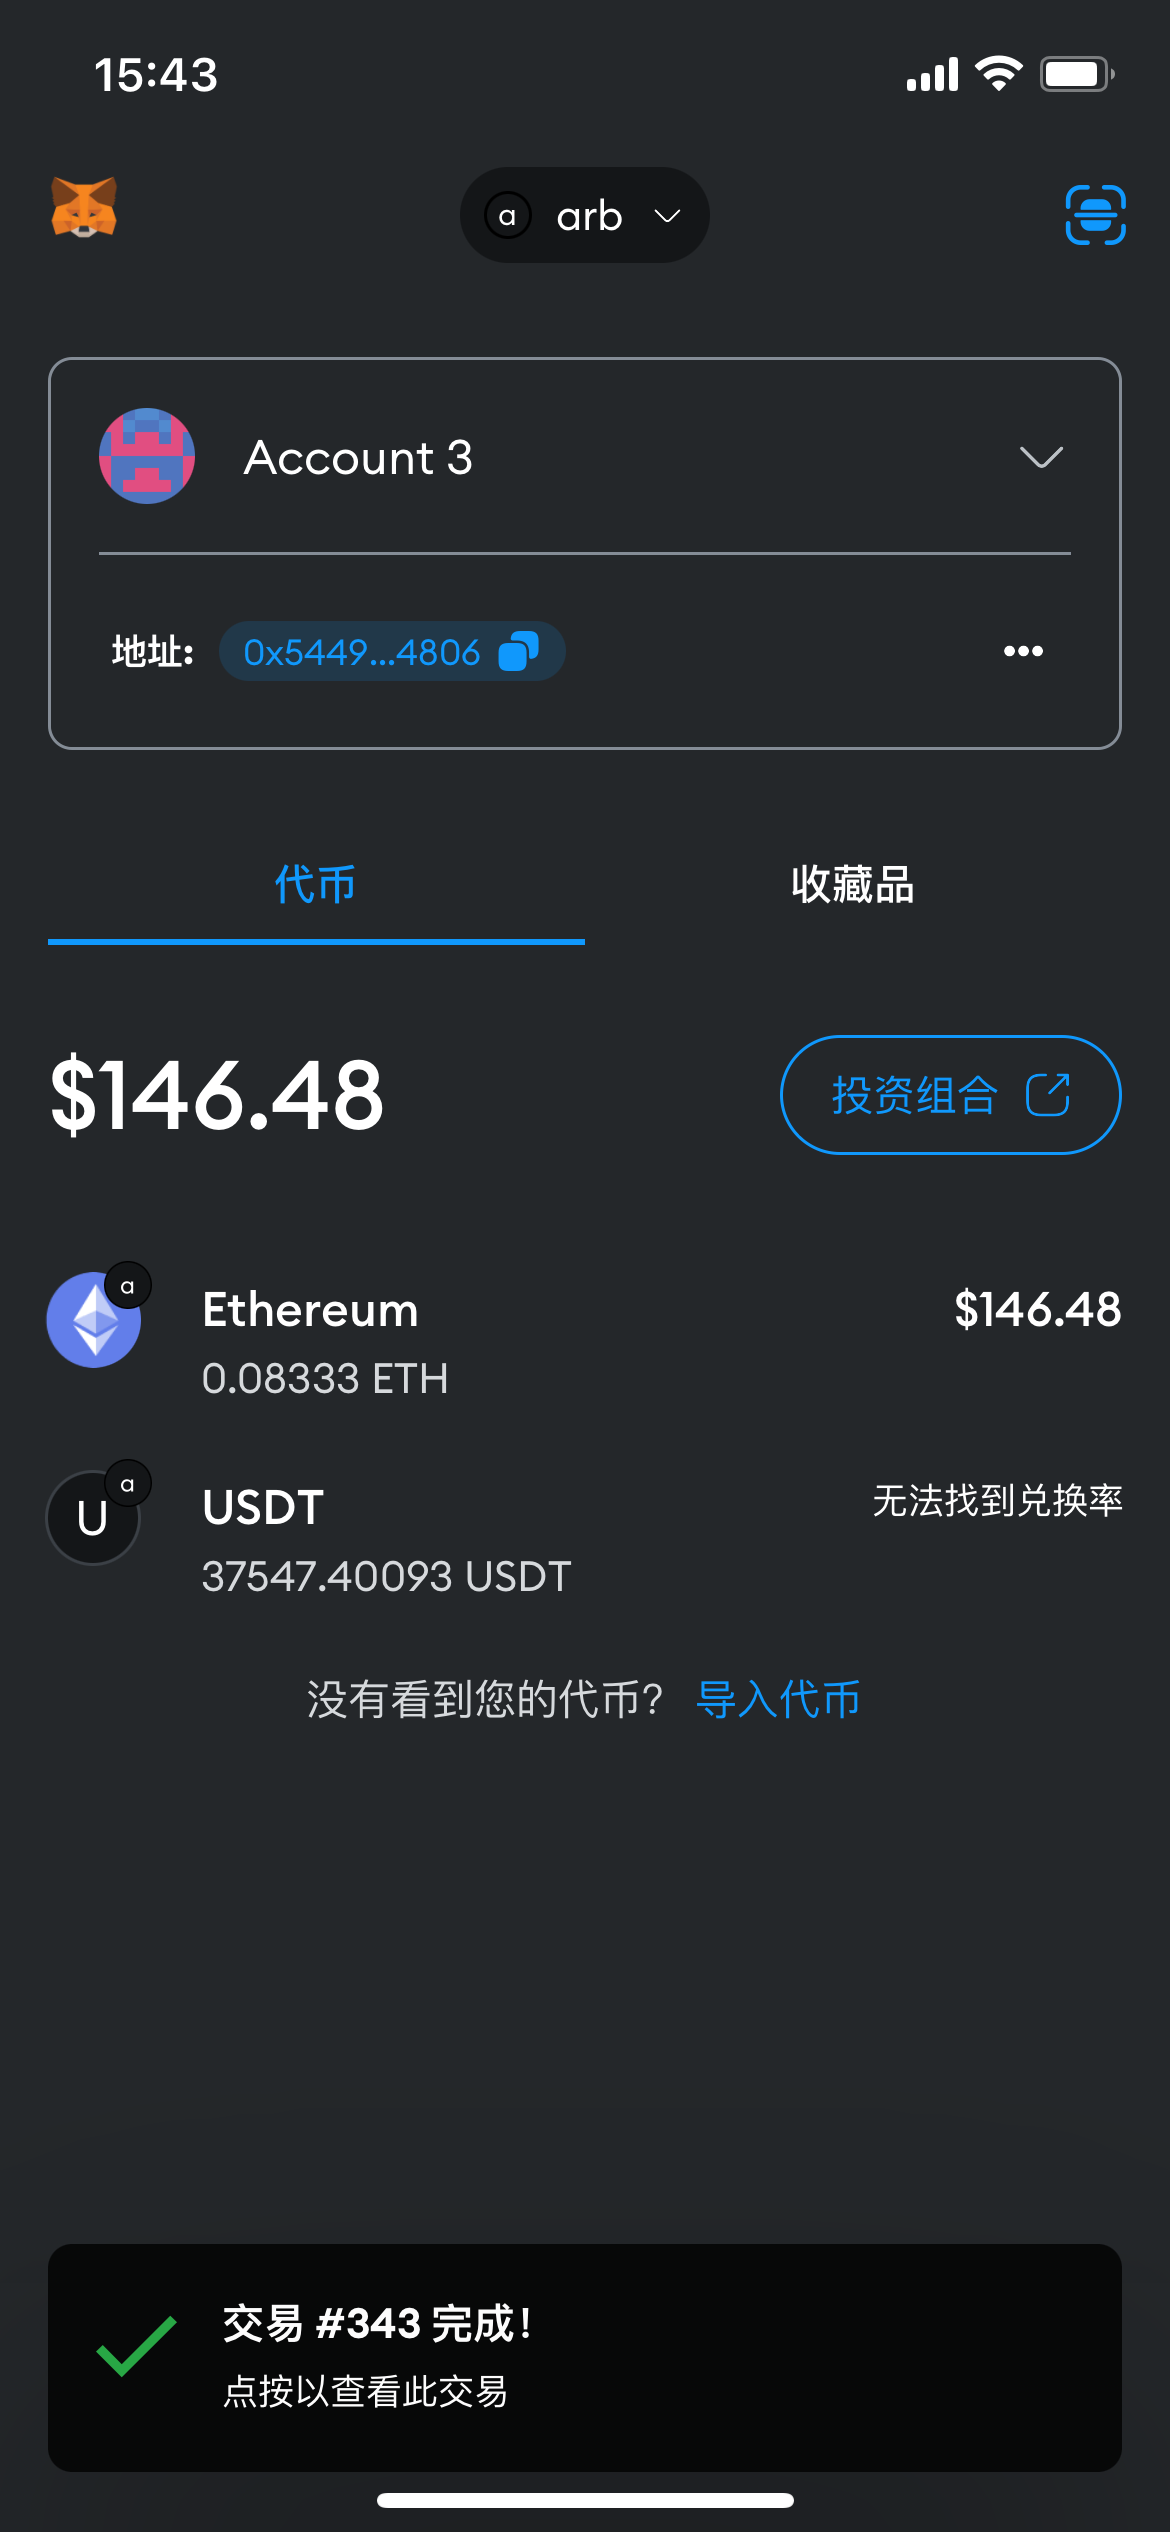 15:43
a arb
Account 3
地址: 0x5449...4806
代币 收藏品
$146.48 投资组合
a
Ethereum $146.48
0.08333 ETH
U a
USDT 无法找到兑换率
37547.40093 USDT
没有看到您的代币? 导入代币
交易 #343 完成!
点按以查看此交易